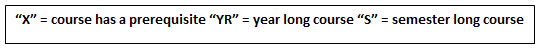 “X” = course has a prerequisite “YR” = year long course “S” = semester long course